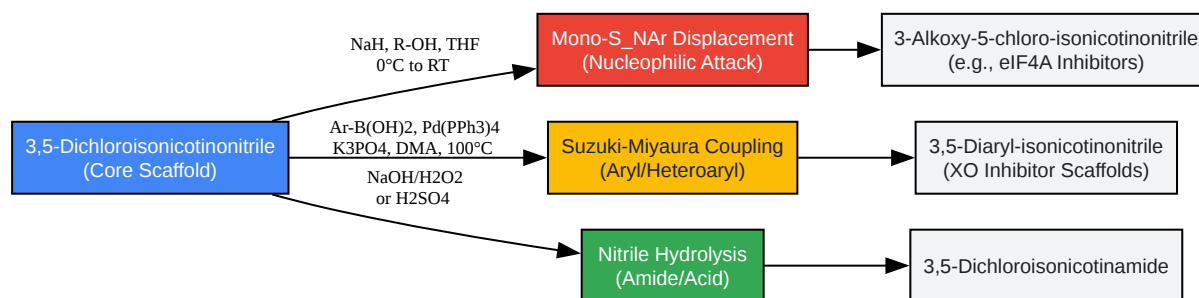 NaH, R-OH, THF
0°C to RT
Mono-S_NAr Displacement
(Nucleophilic Attack)
3-Alkoxy-5-chloro-isonicotinonitrile
(e.g., eIF4A Inhibitors)
3,5-Dichloroisonicotinonitrile
(Core Scaffold)
Ar-B(OH)2, Pd(PPh3)4
K3PO4, DMA, 100°C
Suzuki-Miyaura Coupling
(Aryl/Heteroaryl)
3,5-Diaryl-isonicotinonitrile
(XO Inhibitor Scaffolds)
NaOH/H2O2
or H2SO4
Nitrile Hydrolysis
(Amide/Acid)
3,5-Dichloroisonicotinamide